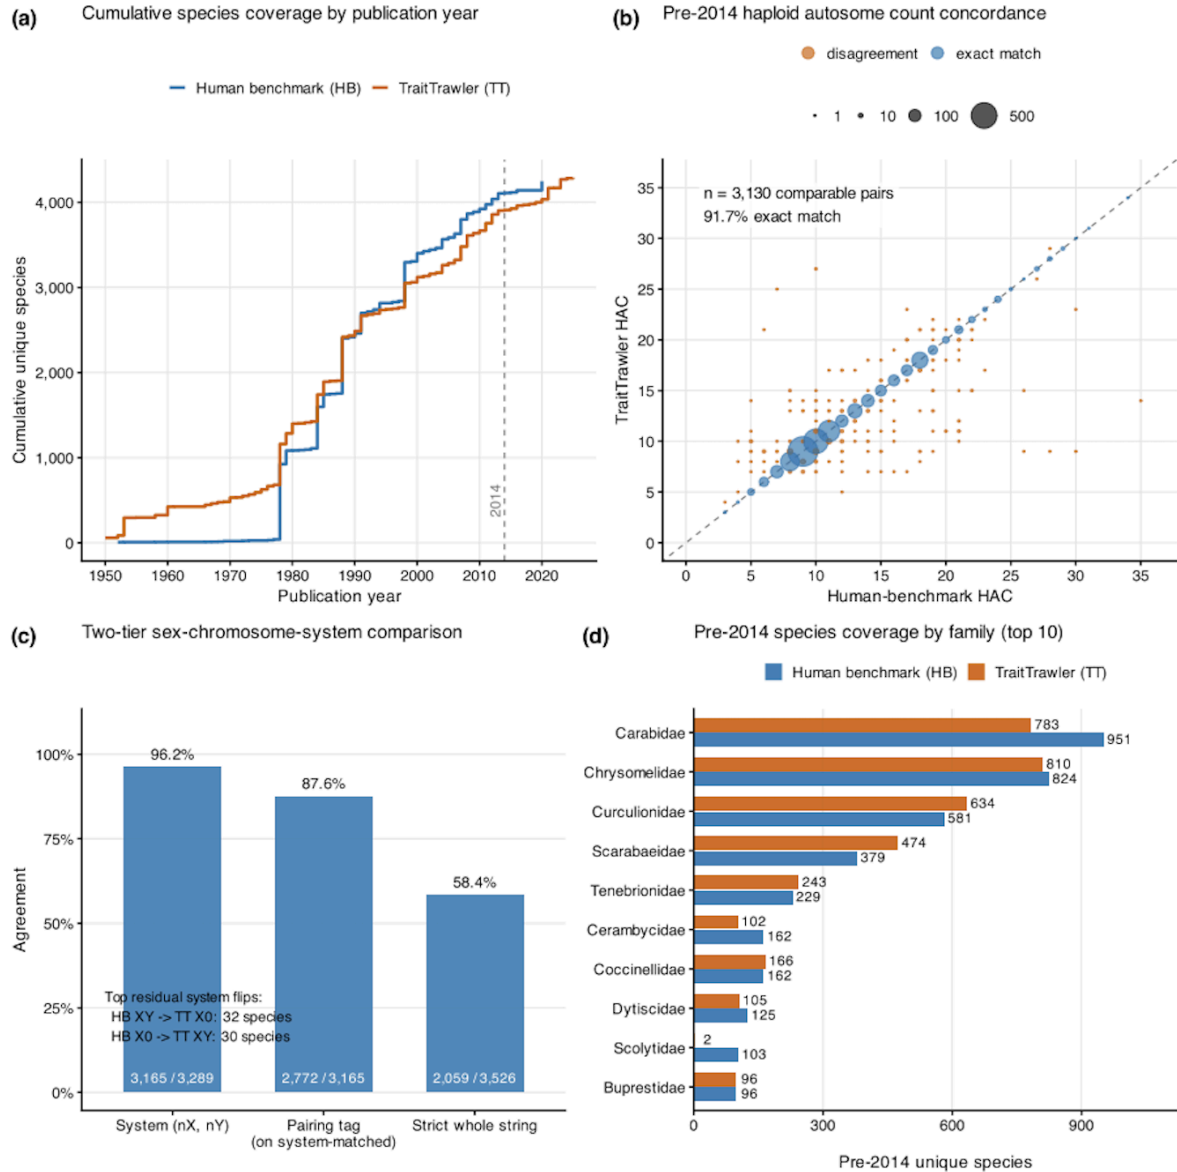 (a) Cumulative species coverage by publication year
Human benchmark (HB) TraitTrawler (TT)
Cumulative unique species
4,000
3,000
2,000
1,000
0
2014
1950 1960 1970 1980 1990 2000 2010 2020
Publication year
(b) Pre-2014 haploid autosome count concordance
disagreement exact match
1 10 100 500
n = 3,130 comparable pairs
91.7% exact match
TraitTrawler HAC
35
30
25
20
15
10
5
0
0 5 10 15 20 25 30 35
Human-benchmark HAC
(c) Two-tier sex-chromosome-system comparison
Agreement
100%
75%
50%
25%
0%
96.2%
87.6%
58.4%
Top residual system flips:
HB XY -> TT X0: 32 species
HB X0 -> TT XY: 30 species
3,165 / 3,289 2,772 / 3,165 2,059 / 3,526
System (nX, nY) Pairing tag Strict whole string
(on system-matched)
(d) Pre-2014 species coverage by family (top 10)
Human benchmark (HB) TraitTrawler (TT)
783
Carabidae 951
810
Chrysomelidae 824
634
Curculionidae 581
474
Scarabaeidae 379
243
Tenebrionidae 229
102
Cerambycidae 162
166
Coccinellidae 162
105
Dytiscidae 125
2
Scolytidae 103
96
Buprestidae 96
0 300 600 900
Pre-2014 unique species